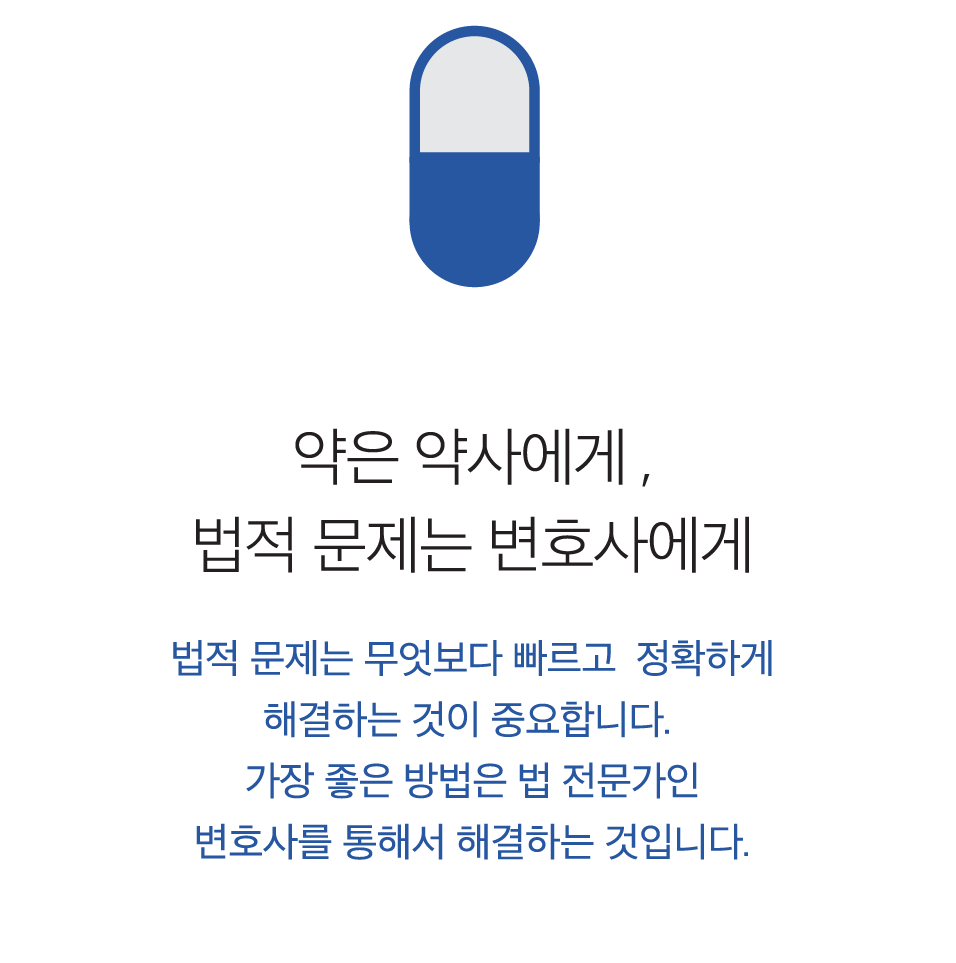 약은 약사에게 ,
법적 문제는 변호사에게
법적 문제는 무엇보다 빠르고 정확하게
해결하는 것이 중요합니다.
가장 좋은 방법은 법 전문가인
변호사를 통해서 해결하는 것입니다.